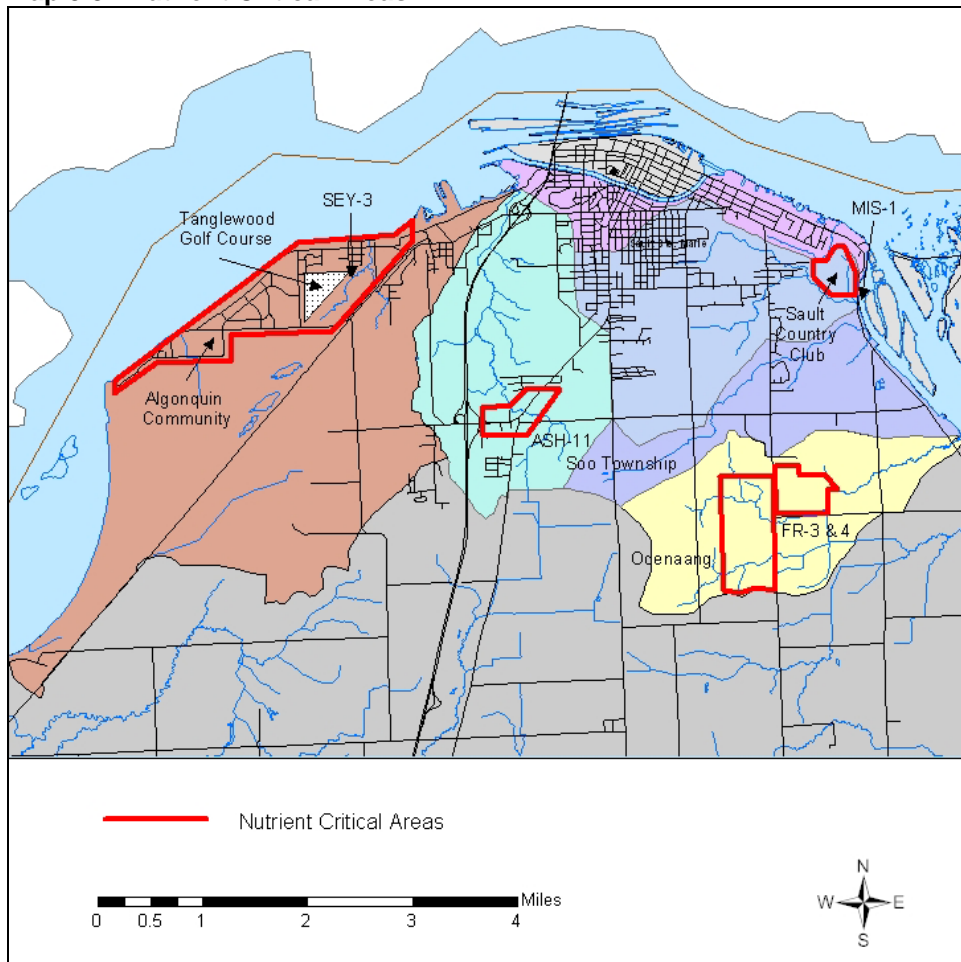 SEY-3
Tanglewood
Golf Course
MIS-1
Sault
Country
Club
Algonquin
Community
ASH-11
Soo Township
FR-3 & 4
Ocenaang
Nutrient Critical Areas
Miles
0 0.5 1 2 3 4
N
W E
S